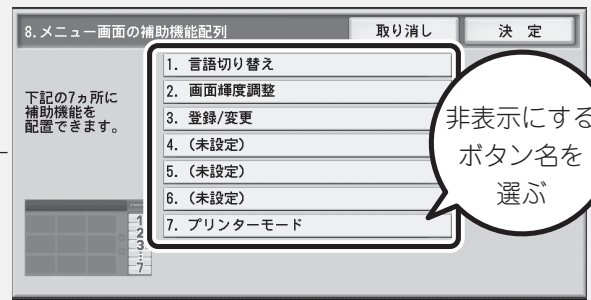 8.メニュー画面の補助機能配列
取り消し
決 定
下記の7ヵ所に
補助機能を
配置できます。
1. 言語切り替え
2. 画面輝度調整
3. 登録/変更
4. (未設定)
5. (未設定)
6. (未設定)
7. プリンターモード
非表示にする
ボタン名を
選ぶ
1
2
3
7